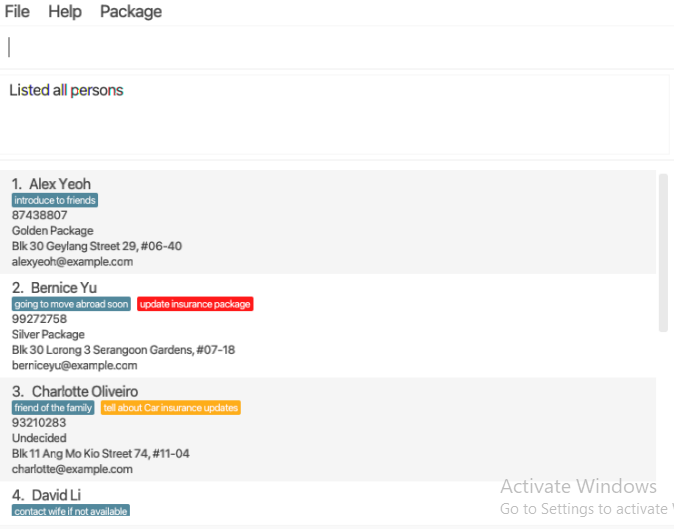 File Help Package
Listed all persons
1. Alex Yeoh
introduce to friends
87438807
Golden Package
Blk 30 Geylang Street 29, #06-40
alexyeoh@example.com
2. Bernice Yu
going to move abroad soon update insurance package
99272758
Silver Package
Blk 30 Lorong 3 Serangoon Gardens, #07-18
berniceyu@example.com
3. Charlotte Oliveiro
friend of the family tell about Car insurance updates
93210283
Undecided
Blk 11 Ang Mo Kio Street 74, #11-04
charlotte@example.com
4. David Li
contact wife if not available
Activate Windows
Go to Settings to activate